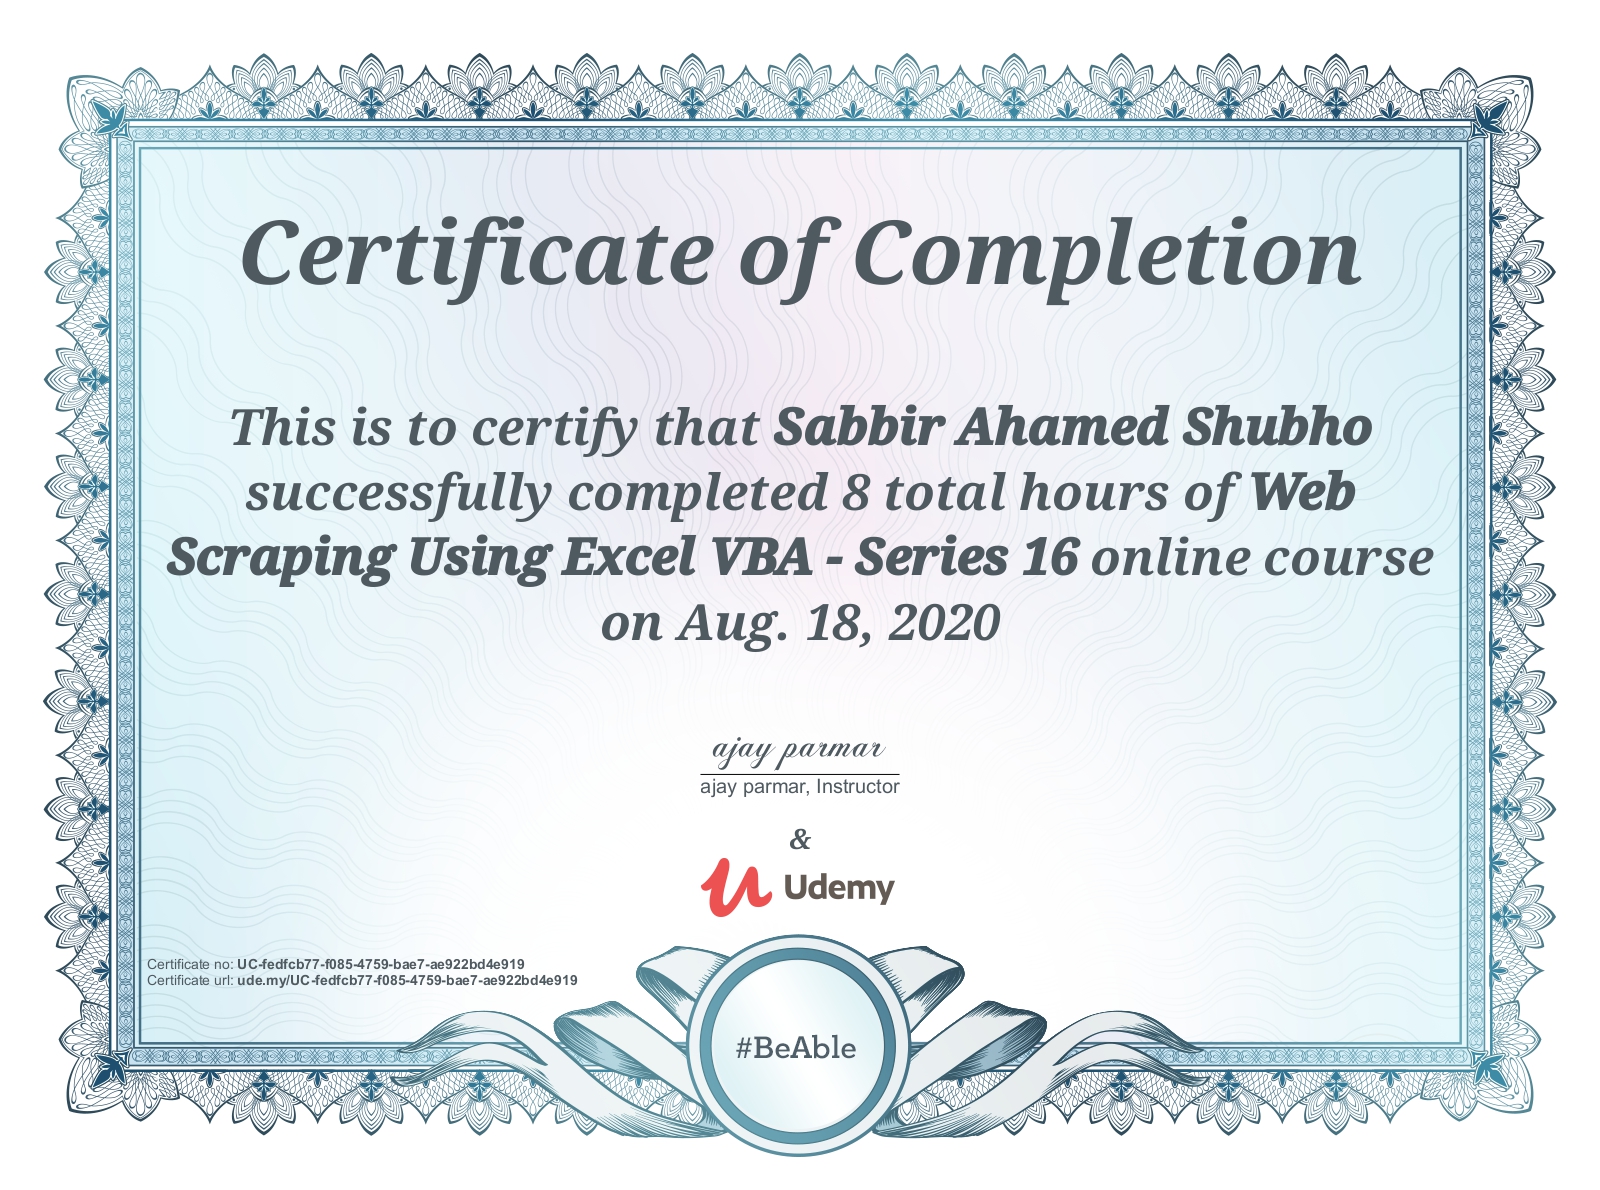 Certificate of Completion
This is to certify that Sabbir Ahamed Shubho
successfully completed 8 total hours of Web
Scraping Using Excel VBA - Series 16 online course
on Aug. 18, 2020
ajay parmar
ajay parmar, Instructor
&
Udemy
Certificate no: UC-fedfcb77-f085-4759-bae7-ae922bd4e919
Certificate url: ude.my/UC-fedfcb77-f085-4759-bae7-ae922bd4e919
#BeAble